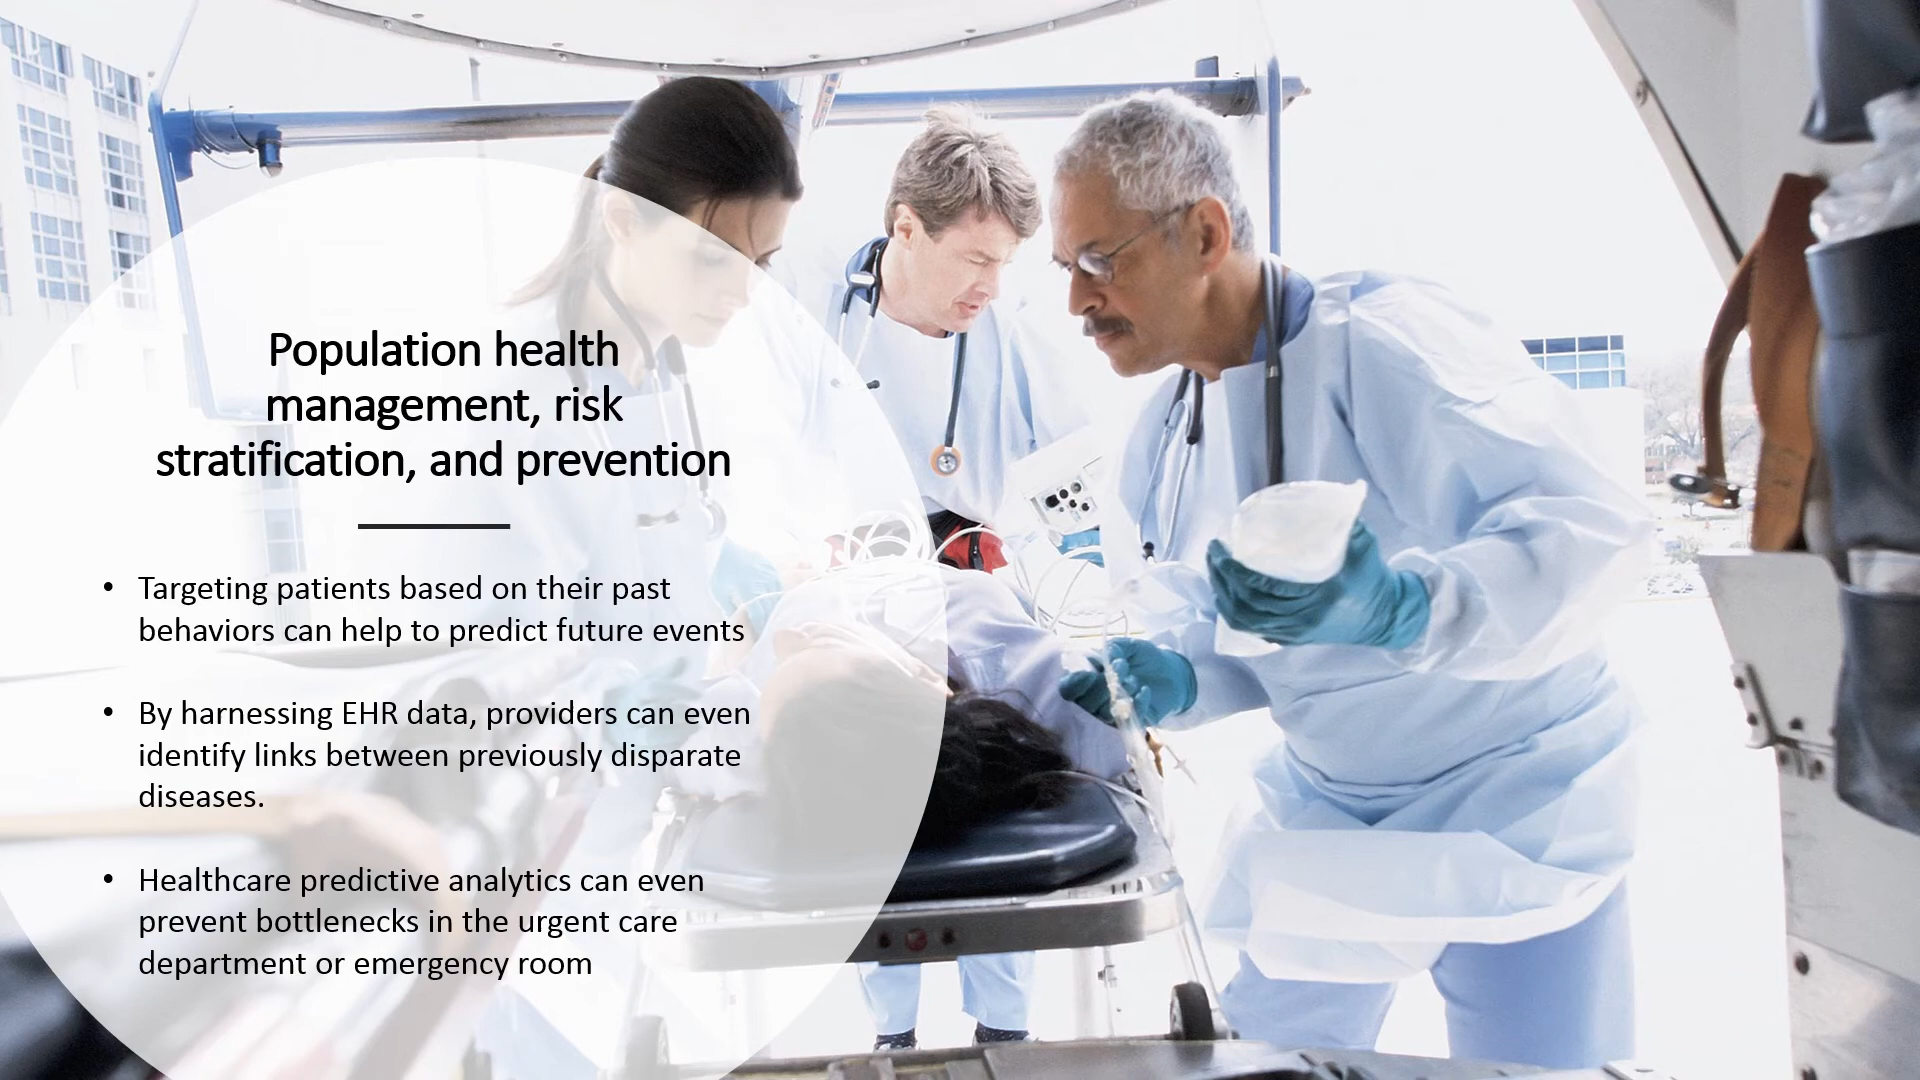 Population health
management, risk
stratification, and prevention
• Targeting patients based on their past
behaviors can help to predict future events
• By harnessing EHR data, providers can even
identify links between previously disparate
diseases.
• Healthcare predictive analytics can even
prevent bottlenecks in the urgent care
department or emergency room